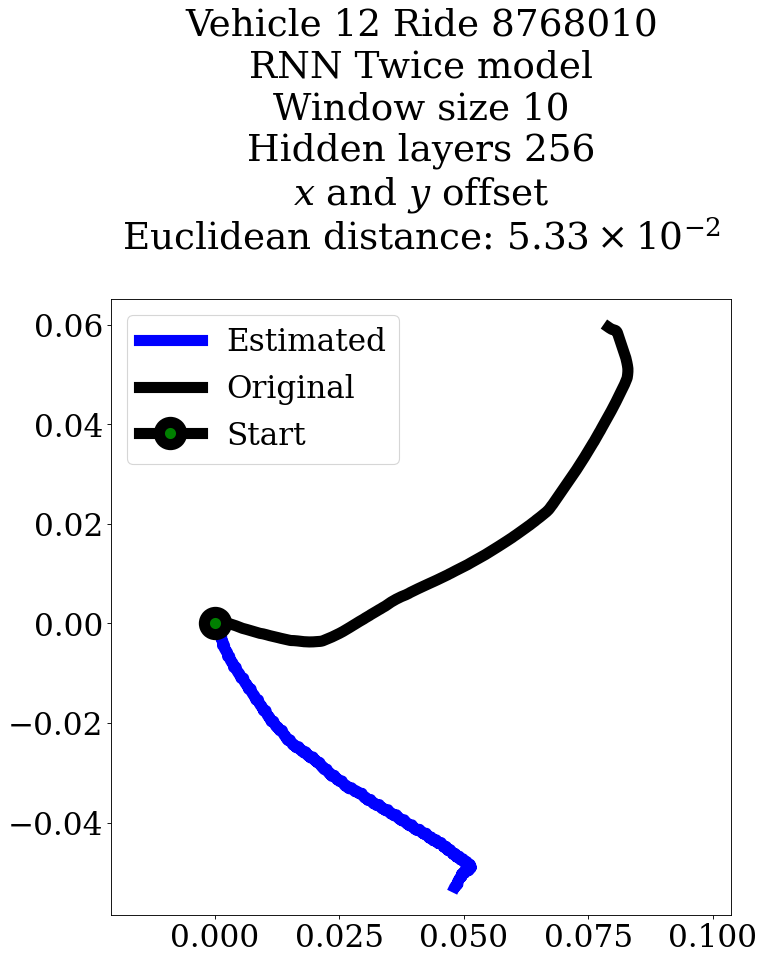 Vehicle 12 Ride 8768010
RNN Twice model
Window size 10
Hidden layers 256
x and y offset
Euclidean distance: 5.33 × 10⁻²
Estimated
Original
Start
0.06
0.04
0.02
0.00
−0.02
−0.04
0.000 0.025 0.050 0.075 0.100